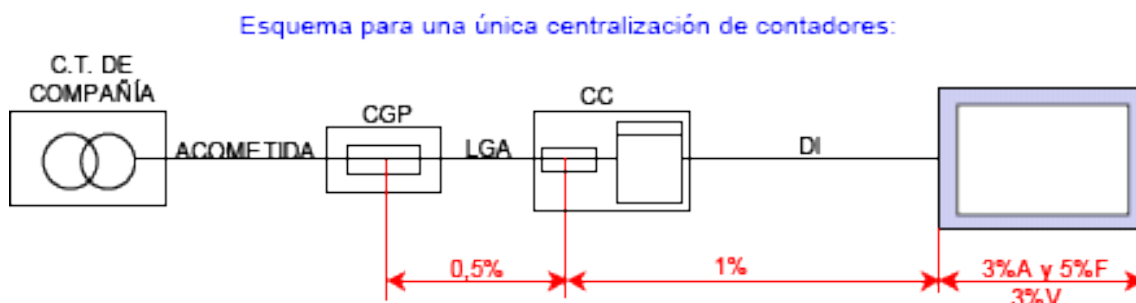 Esquema para una única centralización de contadores:
C.T. DE
COMPAÑÍA
ACOMETIDA
CGP
LGA
CC
DI
0,5%
1%
3%A y 5%F
3%V